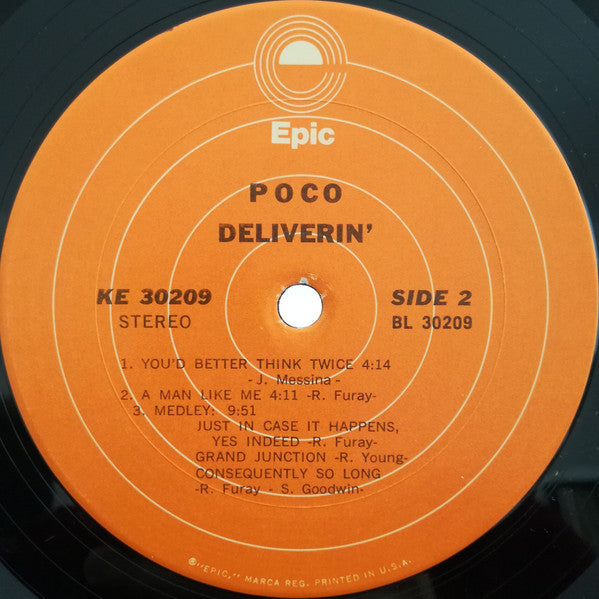 Epic
POCO
DELIVERIN'
KE 30209 SIDE 2
STEREO BL 30209
1. YOU'D BETTER THINK TWICE 4:14
- J. Messina -
2. A MAN LIKE ME 4:11 -R. Furay-
3. MEDLEY: 9:51
JUST IN CASE IT HAPPENS,
YES INDEED -R. Furay-
GRAND JUNCTION -R. Young-
CONSEQUENTLY SO LONG
-R. Furay - S. Goodwin-
®"EPIC," MARCA REG. PRINTED IN U.S.A.